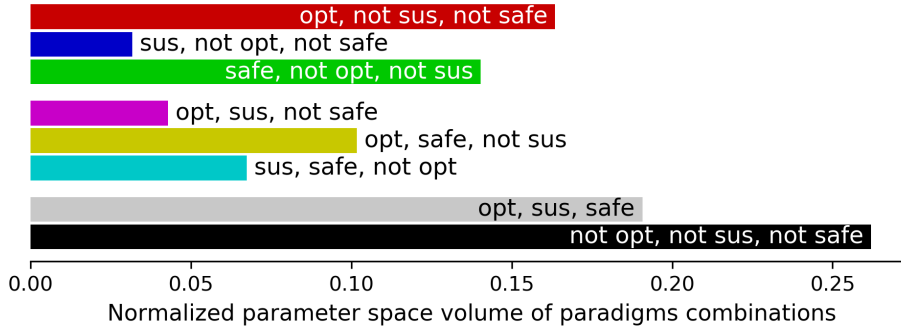 opt, not sus, not safe
sus, not opt, not safe
safe, not opt, not sus
opt, sus, not safe
opt, safe, not sus
sus, safe, not opt
opt, sus, safe
not opt, not sus, not safe
0.00 0.05 0.10 0.15 0.20 0.25
Normalized parameter space volume of paradigms combinations